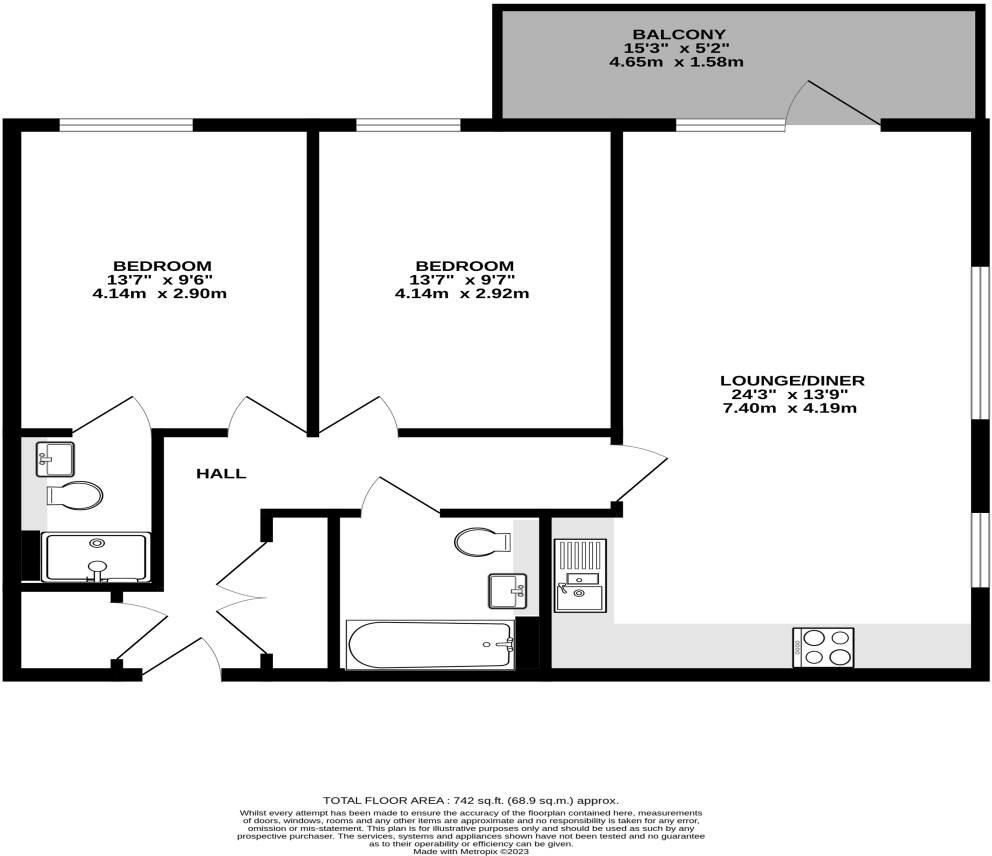 BALCONY
15'3" x 5'2"
4.65m x 1.58m
BEDROOM
13'7" x 9'6"
4.14m x 2.90m
BEDROOM
13'7" x 9'7"
4.14m x 2.92m
LOUNGE/DINER
24'3" x 13'9"
7.40m x 4.19m
HALL
TOTAL FLOOR AREA : 742 sq.ft. (68.9 sq.m.) approx.
Whilst every attempt has been made to ensure the accuracy of the floorplan contained here, measurements
of doors, windows, rooms and any other items are approximate and no responsibility is taken for any error,
omission or mis-statement. This plan is for illustrative purposes only and should be used as such by any
prospective purchaser. The services, systems and appliances shown have not been tested and no guarantee
as to their operability or efficiency can be given.
Made with Metropix ©2023